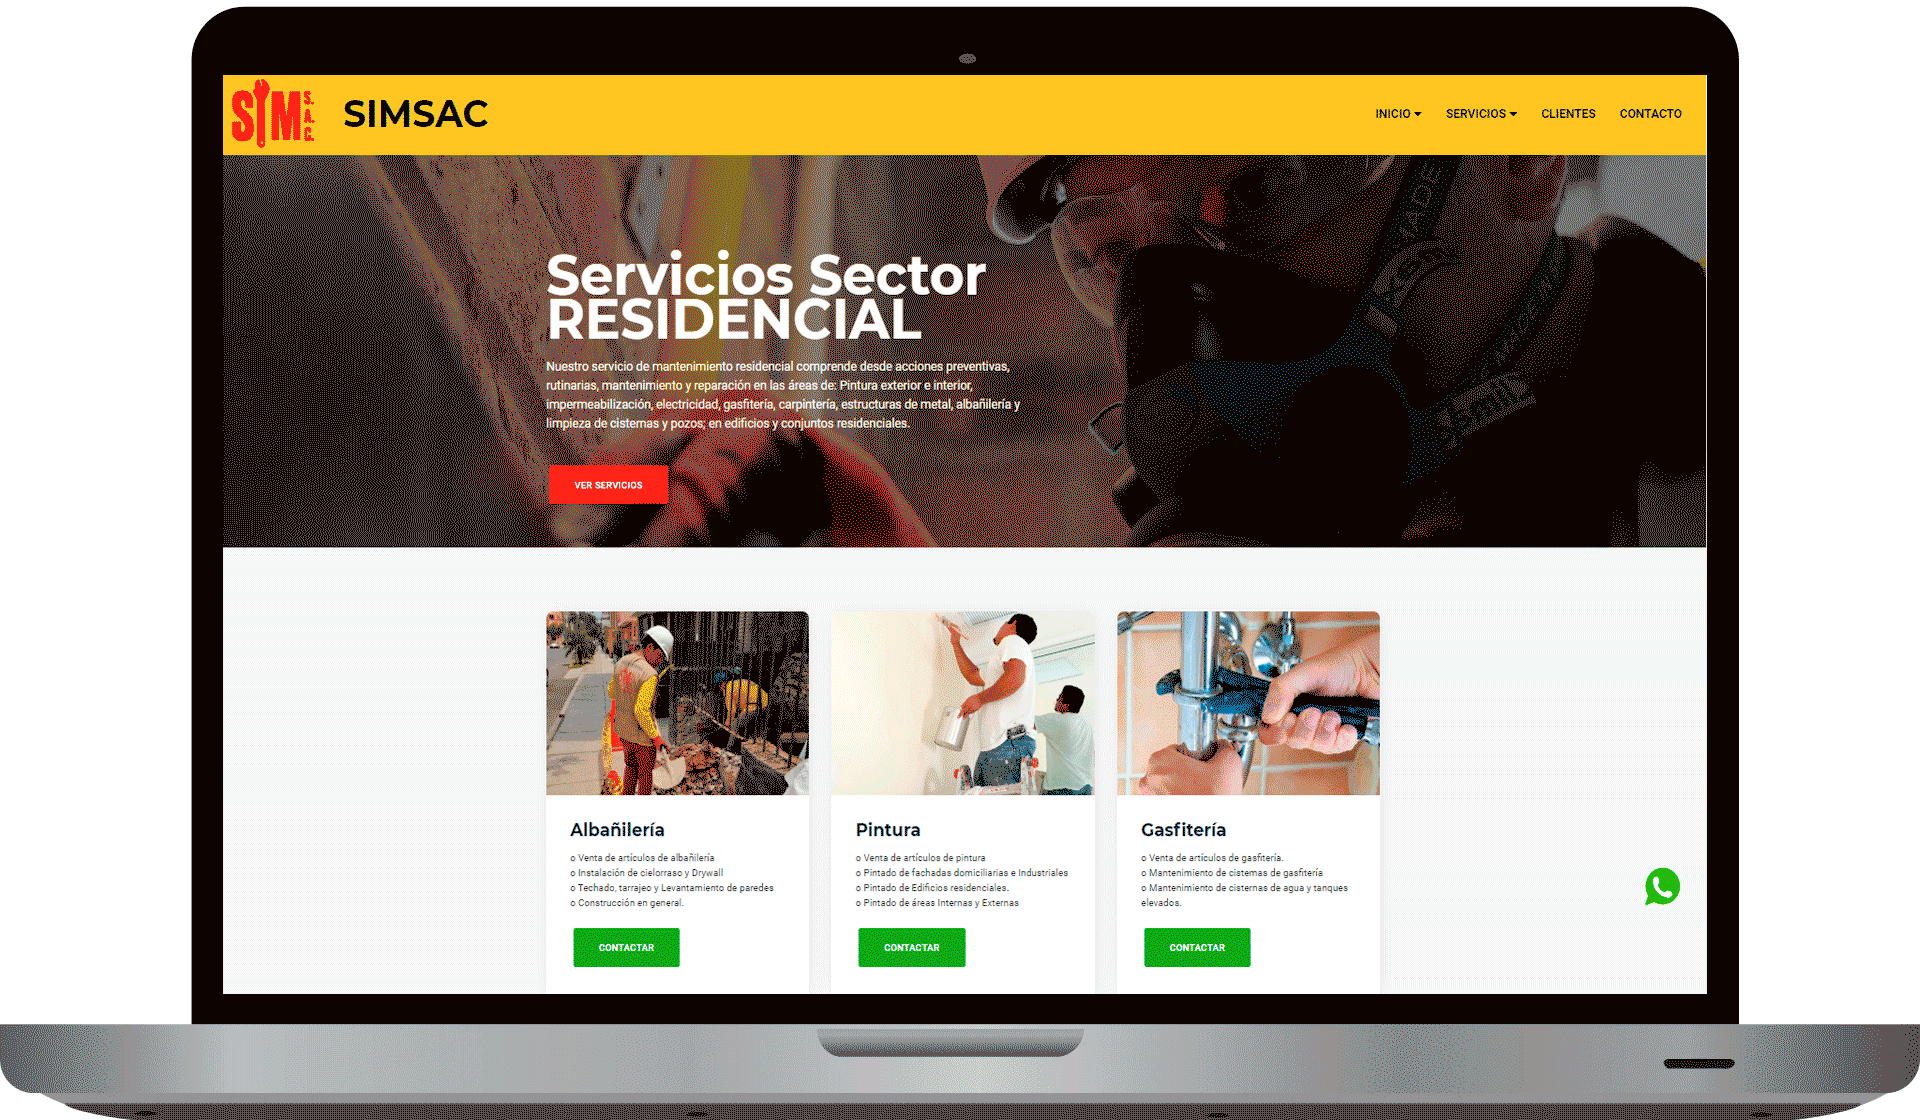 SIM S.A.C.
SIMSAC
INICIO
SERVICIOS
CLIENTES
CONTACTO
MADE
35mil
Servicios Sector
RESIDENCIAL
Nuestro servicio de mantenimiento residencial comprende desde acciones preventivas,
rutinarias, mantenimiento y reparación en las áreas de: Pintura exterior e interior,
impermeabilización, electricidad, gasfitería, carpintería, estructuras de metal, albañilería y
limpieza de cisternas y pozos; en edificios y conjuntos residenciales.
VER SERVICIOS
Albañilería
o Venta de artículos de albañilería
o Instalación de cielorraso y Drywall
o Techado, tarrajeo y Levantamiento de paredes
o Construcción en general.
CONTACTAR
Pintura
o Venta de artículos de pintura
o Pintado de fachadas domiciliarias e Industriales
o Pintado de Edificios residenciales.
o Pintado de áreas Internas y Externas
CONTACTAR
Gasfitería
o Venta de artículos de gasfitería.
o Mantenimiento de cisternas de gasfitería
o Mantenimiento de cisternas de agua y tanques
elevados.
CONTACTAR